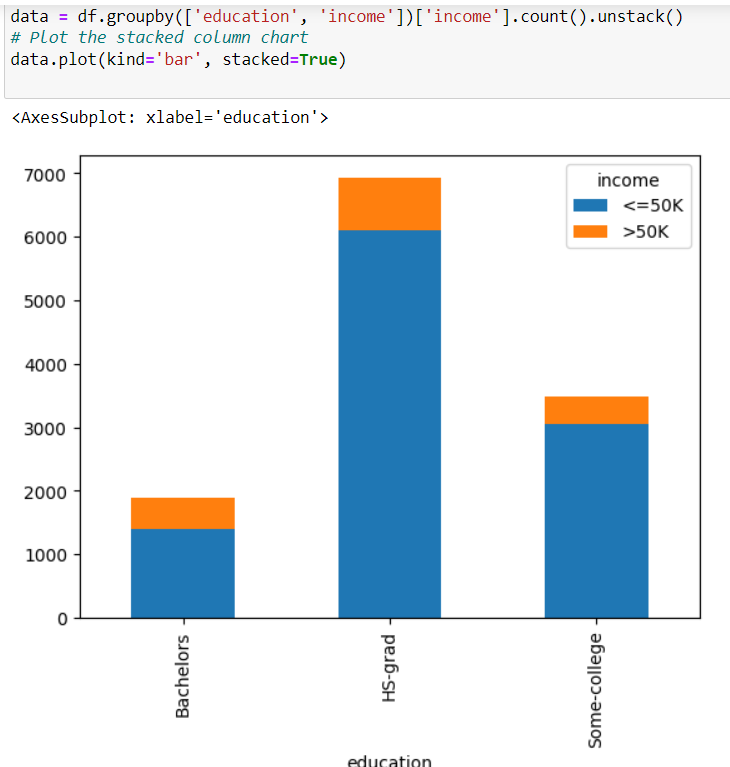 data = df.groupby(['education', 'income'])['income'].count().unstack()
# Plot the stacked column chart
data.plot(kind='bar', stacked=True)
<AxesSubplot: xlabel='education'>
7000
6000
5000
4000
3000
2000
1000
0
income
<=50K
>50K
Bachelors
HS-grad
Some-college
education